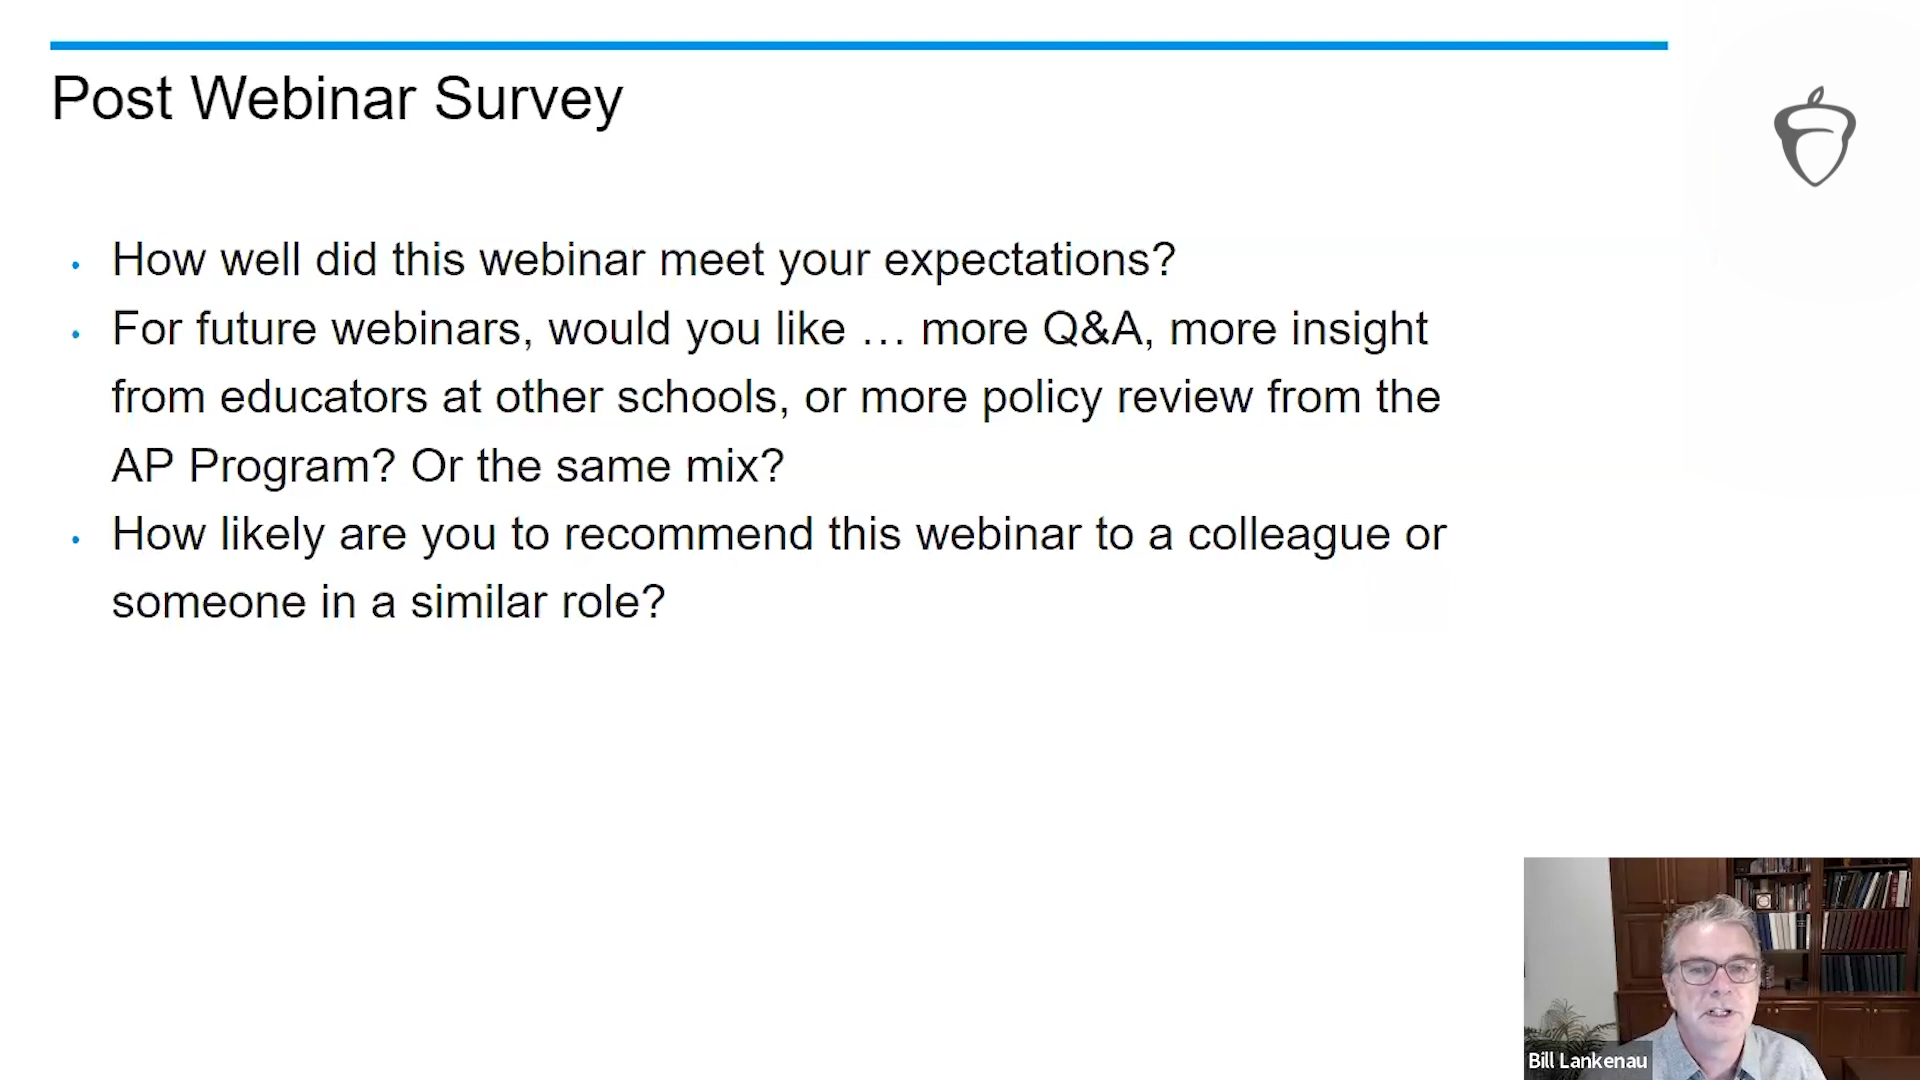 Post Webinar Survey
• How well did this webinar meet your expectations?
• For future webinars, would you like … more Q&A, more insight
from educators at other schools, or more policy review from the
AP Program? Or the same mix?
• How likely are you to recommend this webinar to a colleague or
someone in a similar role?
Bill Lankenau